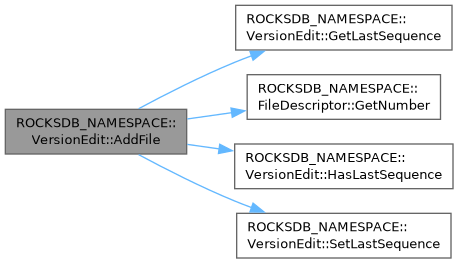 ROCKSDB_NAMESPACE::
VersionEdit::AddFile
ROCKSDB_NAMESPACE::
VersionEdit::GetLastSequence
ROCKSDB_NAMESPACE::
FileDescriptor::GetNumber
ROCKSDB_NAMESPACE::
VersionEdit::HasLastSequence
ROCKSDB_NAMESPACE::
VersionEdit::SetLastSequence